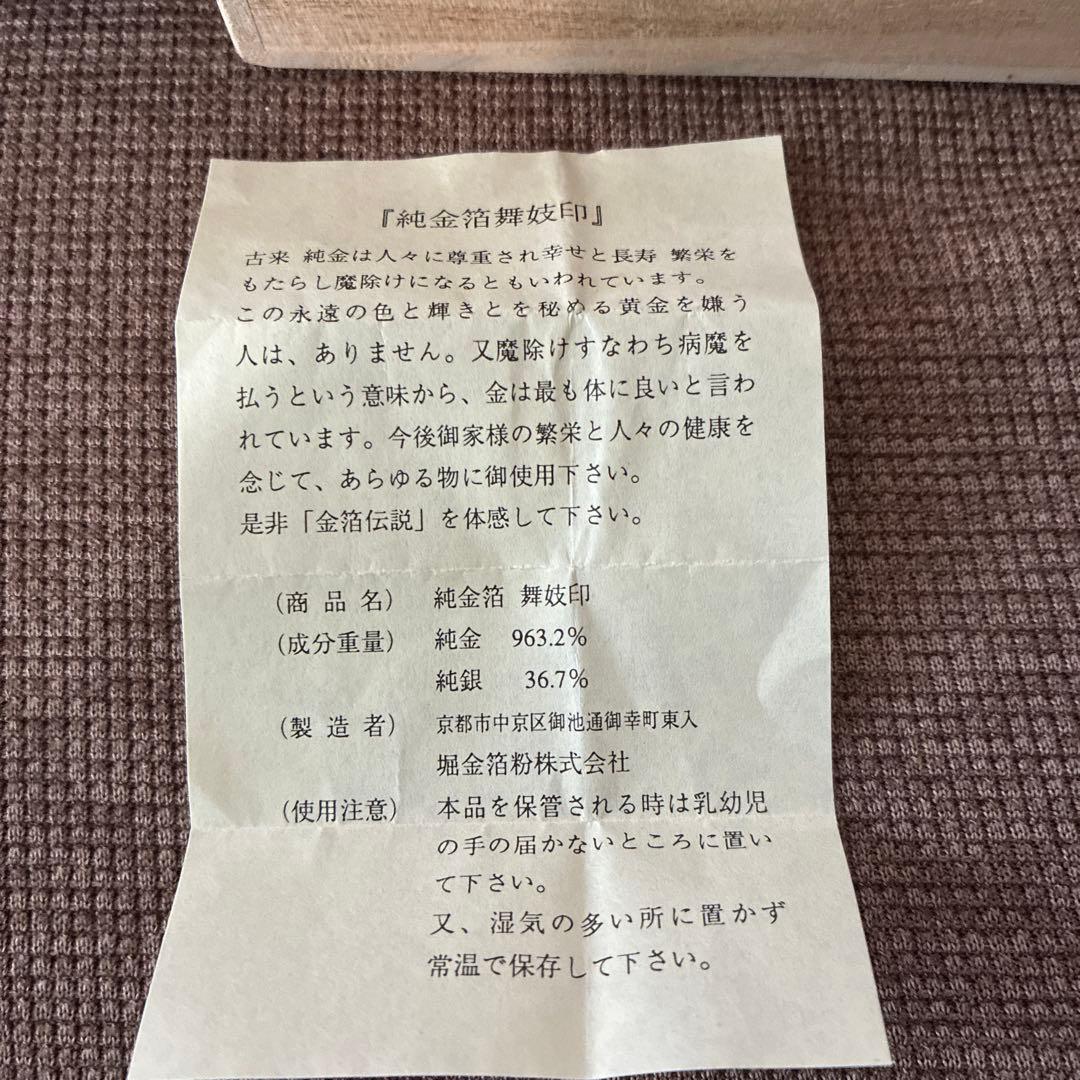 『純金箔舞妓印』
古来 純金は人々に尊重され幸せと長寿 繁栄を
もたらし魔除けになるともいわれています。
この永遠の色と輝きとを秘める黄金を嫌う
人は、ありません。又魔除けすなわち病魔を
払うという意味から、金は最も体に良いと言わ
れています。今後御家様の繁栄と人々の健康を
念じて、あらゆる物に御使用下さい。
是非「金箔伝説」を体感して下さい。
（商 品 名） 純金箔 舞妓印
（成分重量） 純金 963.2％
純銀 36.7％
（製 造 者） 京都市中京区御池通御幸町東入
堀金箔粉株式会社
（使用注意） 本品を保管される時は乳幼児
の手の届かないところに置い
て下さい。
又、湿気の多い所に置かず
常温で保存して下さい。